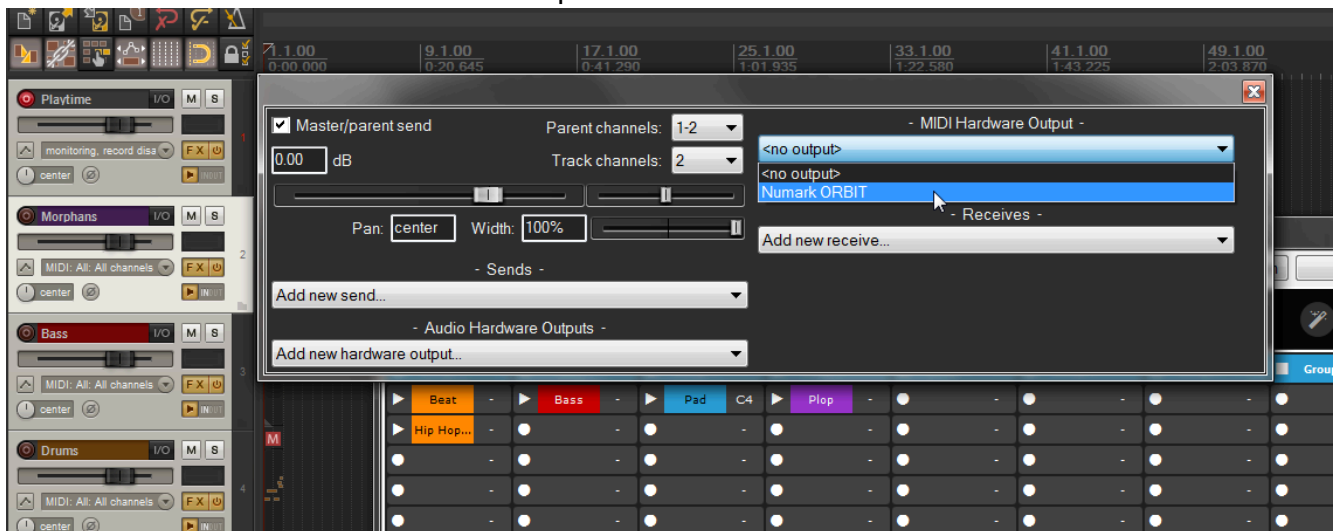 1.1.00 9.1.00 17.1.00 25.1.00 33.1.00 41.1.00 49.1.00
0:00.000 0:20.645 0:41.290 1:01.935 1:22.580 1:43.225 2:03.870
Playtime I/O M S
1
monitoring, record disa FX
center
Morphans I/O M S
2
MIDI: All: All channels FX
center IN
Bass I/O M S
3
MIDI: All: All channels FX
center IN
Drums I/O M S
4
MIDI: All: All channels FX
center
Master/parent send Parent channels: 1-2
0.00 dB Track channels: 2
Pan: center Width: 100%
- Sends -
Add new send...
- Audio Hardware Outputs -
Add new hardware output...
- MIDI Hardware Output -
<no output>
<no output>
Numark ORBIT
- Receives -
Add new receive...
Beat - Bass - Pad C4 Plop - - - -
Hip Hop... - - - - - - -
- - - - - - -
- - - - - - -
- - - - - - -
M